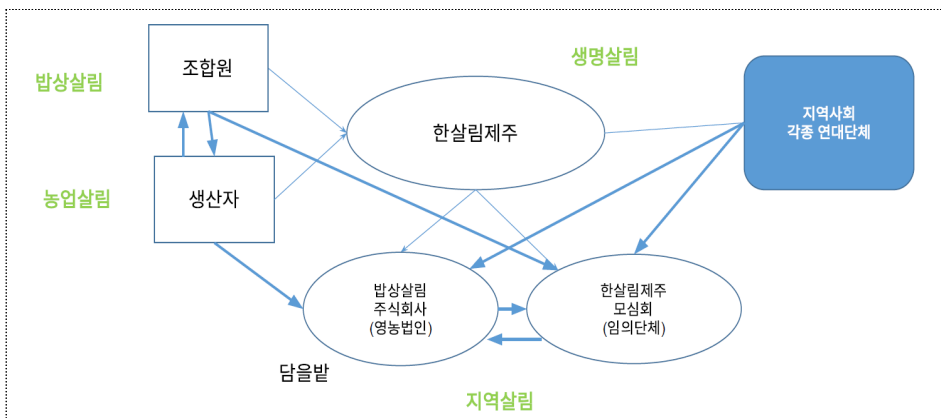 생명살림
조합원
밥상살림
지역사회
각종 연대단체
한살림제주
농업살림
생산자
밥상살림
주식회사
(영농법인)
한살림제주
모심회
(임의단체)
담을밭
지역살림